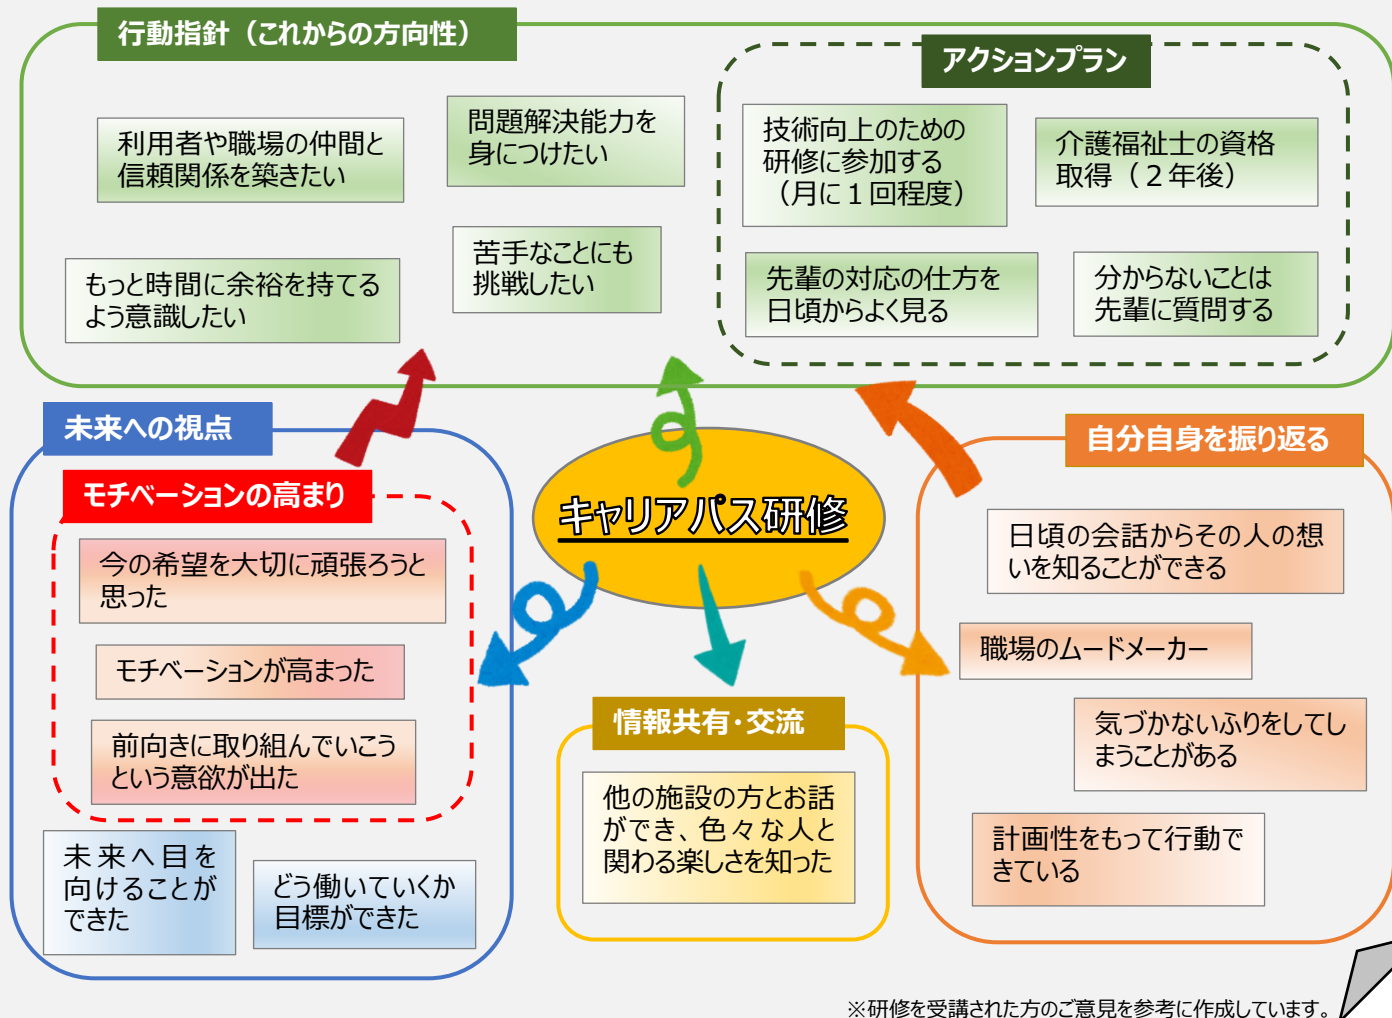 行動指針（これからの方向性）
アクションプラン
利用者や職場の仲間と
信頼関係を築きたい
問題解決能力を
身につけたい
もっと時間に余裕を持てる
よう意識したい
苦手なことにも
挑戦したい
技術向上のための
研修に参加する
（月に１回程度）
介護福祉士の資格
取得（２年後）
先輩の対応の仕方を
日頃からよく見る
分からないことは
先輩に質問する
未来への視点
モチベーションの高まり
今の希望を大切に頑張ろうと
思った
モチベーションが高まった
前向きに取り組んでいこう
という意欲が出た
未来へ目を
向けることが
できた
どう働いていくか
目標ができた
キャリアパス研修
情報共有・交流
他の施設の方とお話
ができ、色々な人と
関わる楽しさを知った
自分自身を振り返る
日頃の会話からその人の想
いを知ることができる
職場のムードメーカー
気づかないふりをしてし
まうことがある
計画性をもって行動で
きている
※研修を受講された方のご意見を参考に作成しています。